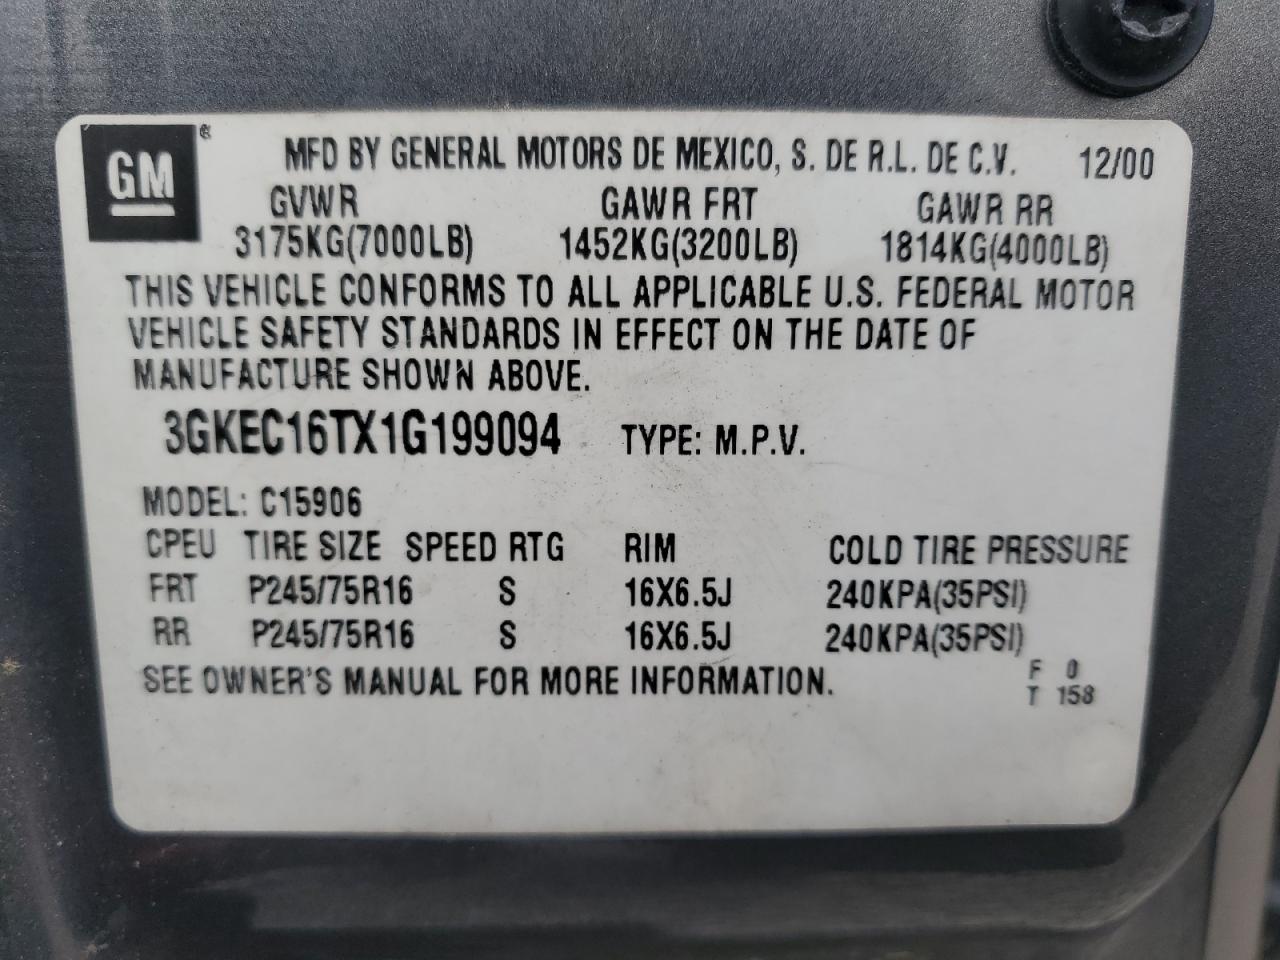 GM ®
MFD BY GENERAL MOTORS DE MEXICO, S. DE R.L. DE C.V. 12/00
GVWR GAWR FRT GAWR RR
3175KG(7000LB) 1452KG(3200LB) 1814KG(4000LB)
THIS VEHICLE CONFORMS TO ALL APPLICABLE U.S. FEDERAL MOTOR
VEHICLE SAFETY STANDARDS IN EFFECT ON THE DATE OF
MANUFACTURE SHOWN ABOVE.
3GKEC16TX1G199094 TYPE: M.P.V.
MODEL: C15906
CPEU TIRE SIZE SPEED RTG RIM COLD TIRE PRESSURE
FRT P245/75R16 S 16X6.5J 240KPA(35PSI)
RR P245/75R16 S 16X6.5J 240KPA(35PSI)
SEE OWNER'S MANUAL FOR MORE INFORMATION.
F 0
T 158